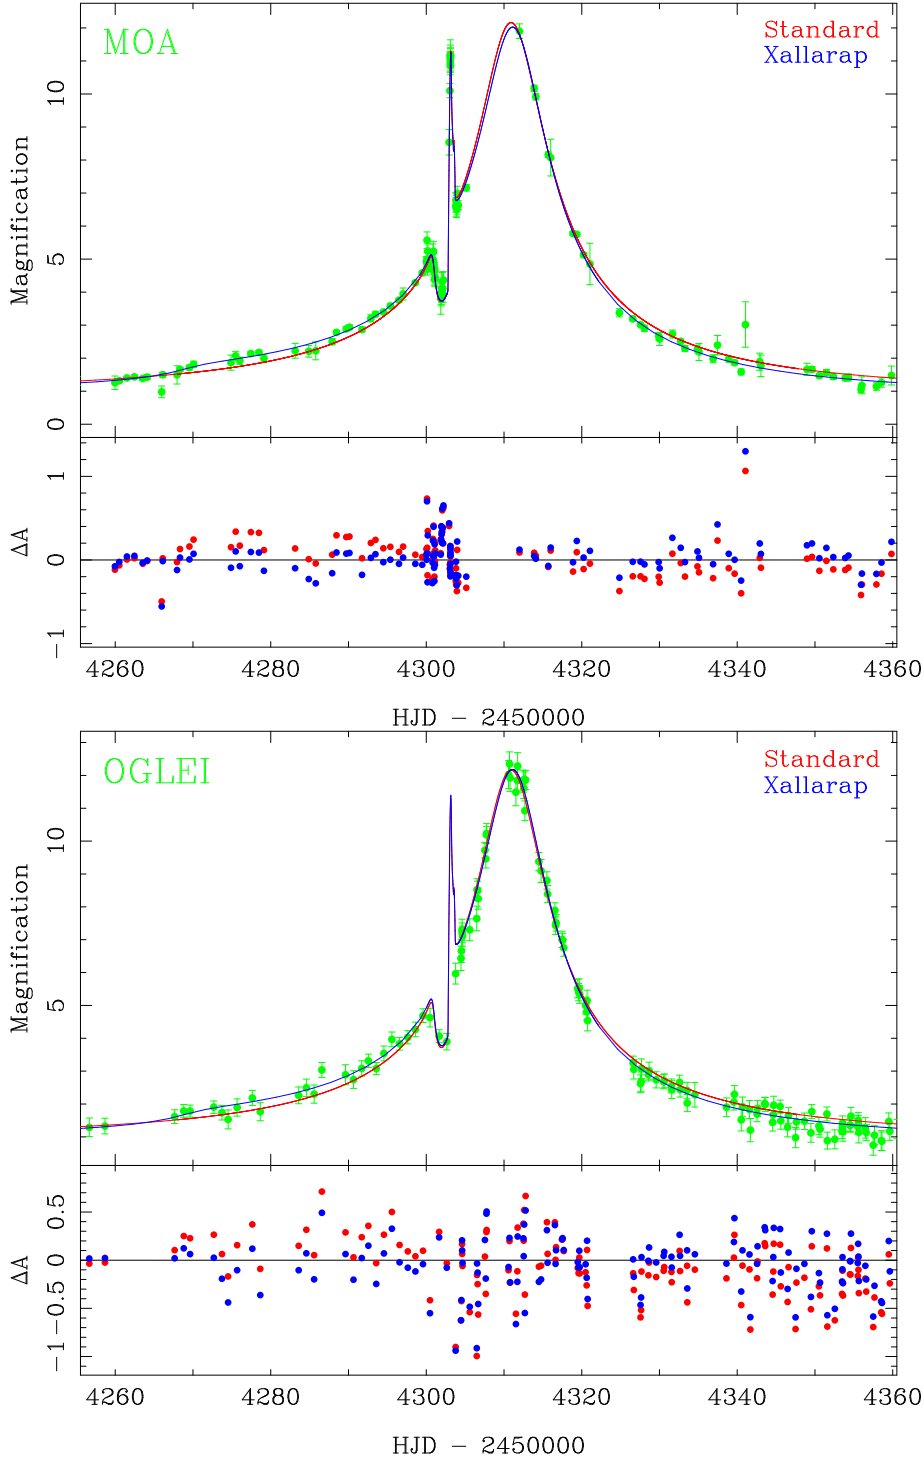 MOA
Standard
Xallarap
Magnification
10
5
0
ΔA
1
0
−1
4260 4280 4300 4320 4340 4360
HJD − 2450000
OGLEI
Standard
Xallarap
Magnification
10
5
ΔA
0.5
0
−0.5
−1
4260 4280 4300 4320 4340 4360
HJD − 2450000